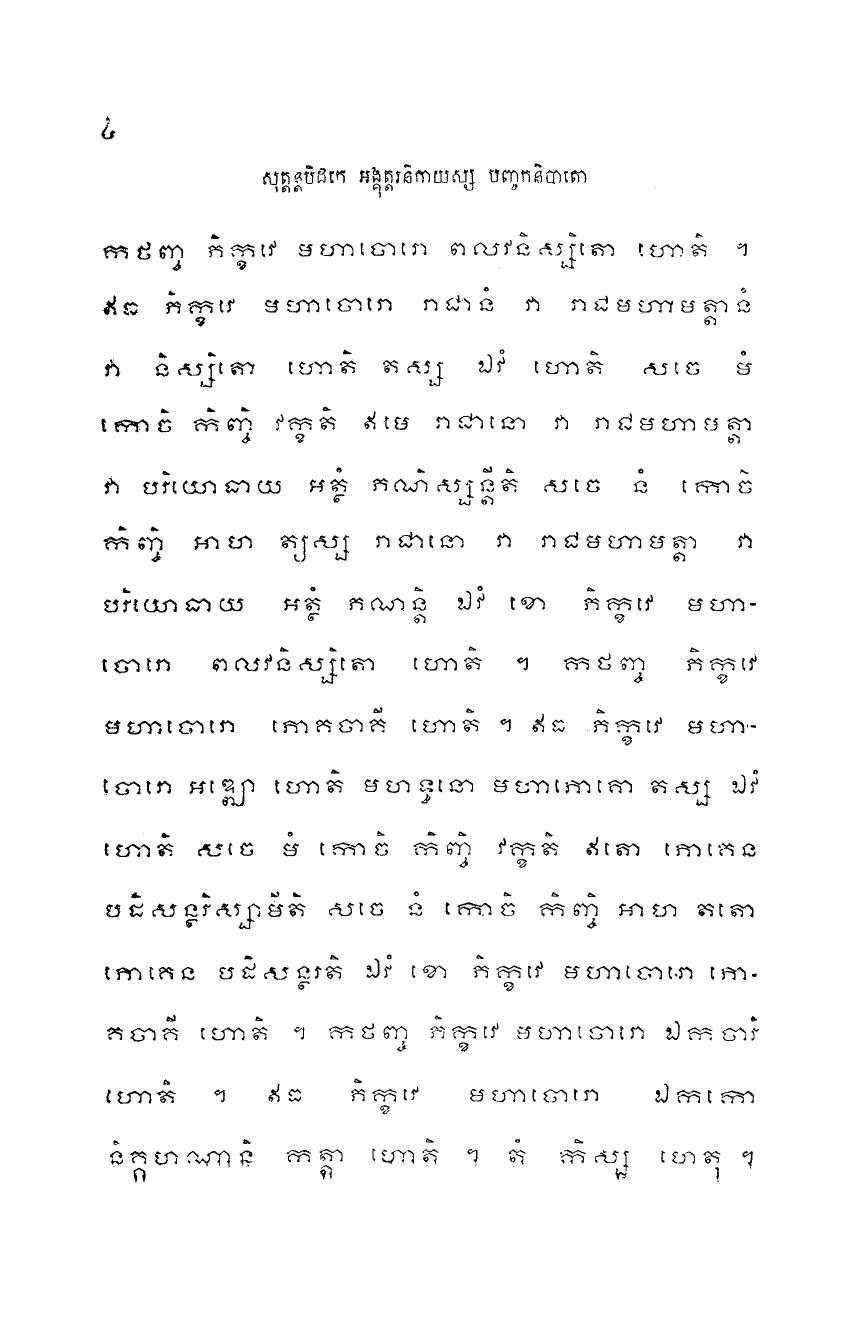 ៤
សុត្តន្តបិដកេ អង្គុត្តរនិកាយស្ស បញ្ចកនិបាតោ
កថញ្ច ភិក្ខវេ មហាចោរោ ពលវនិស្សិតោ ហោតិ ។
ឥធ ភិក្ខវេ មហាចោរោ រាជានំ វា រាជមហាមត្តានំ
វា និស្សិតោ ហោតិ តស្ស ឯវំ ហោតិ សចេ មំ
កោចិ កិញ្ចិ វក្ខតិ ឥមេ រាជានោ វា រាជមហាមត្តា
វា បរិយោធាយ អត្ថំ ភណិស្សន្តីតិ សចេ នំ កោចិ
កិញ្ចិ អាហ ត្យស្ស រាជានោ វា រាជមហាមត្តា វា
បរិយោធាយ អត្ថំ ភណន្តិ ឯវំ ខោ ភិក្ខវេ មហា-
ចោរោ ពលវនិស្សិតោ ហោតិ ។ កថញ្ច ភិក្ខវេ
មហាចោរោ ភោគចាគី ហោតិ ។ ឥធ ភិក្ខវេ មហា-
ចោរោ អឌ្ឍោ ហោតិ មហទ្ធនោ មហាភោគោ តស្ស ឯវំ
ហោតិ សចេ មំ កោចិ កិញ្ចិ វក្ខតិ ឥតោ ភោគេន
បដិសន្ថរិស្សាមីតិ សចេ នំ កោចិ កិញ្ចិ អាហ តតោ
ភោគេន បដិសន្ថរតិ ឯវំ ខោ ភិក្ខវេ មហាចោរោ ភោ-
គចាគី ហោតិ ។ កថញ្ច ភិក្ខវេ មហាចោរោ ឯកចារី
ហោតិ ។ ឥធ ភិក្ខវេ មហាចោរោ ឯកកោ
និគ្គហណានិ កត្តា ហោតិ ។ តំ កិស្ស ហេតុ ។